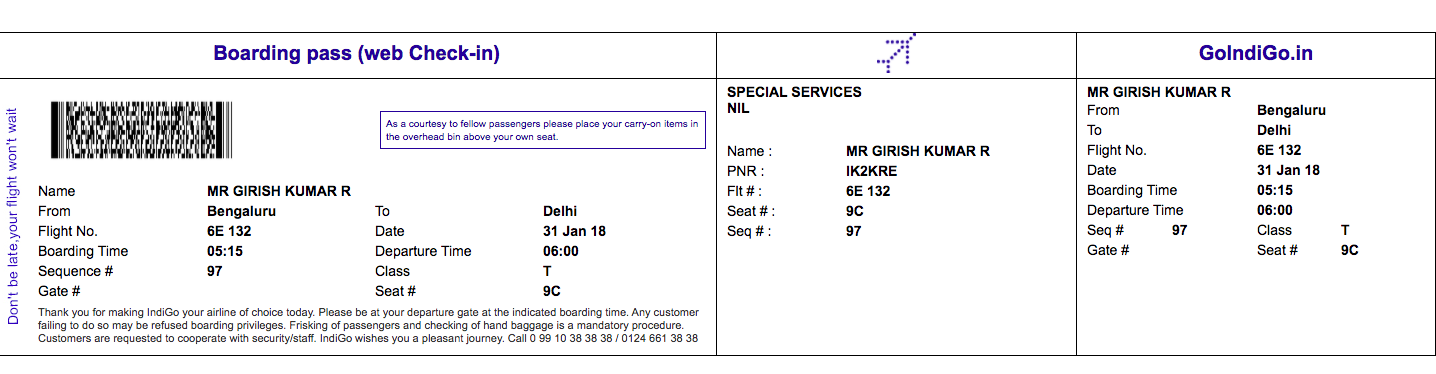 Boarding pass (web Check-in)
Don't be late,your flight won't wait
As a courtesy to fellow passengers please place your carry-on items in
the overhead bin above your own seat.
Name MR GIRISH KUMAR R
From Bengaluru To Delhi
Flight No. 6E 132 Date 31 Jan 18
Boarding Time 05:15 Departure Time 06:00
Sequence # 97 Class T
Gate # Seat # 9C
Thank you for making IndiGo your airline of choice today. Please be at your departure gate at the indicated boarding time. Any customer
failing to do so may be refused boarding privileges. Frisking of passengers and checking of hand baggage is a mandatory procedure.
Customers are requested to cooperate with security/staff. IndiGo wishes you a pleasant journey. Call 0 99 10 38 38 38 / 0124 661 38 38
SPECIAL SERVICES
NIL
Name : MR GIRISH KUMAR R
PNR : IK2KRE
Flt # : 6E 132
Seat # : 9C
Seq # : 97
GoIndiGo.in
MR GIRISH KUMAR R
From Bengaluru
To Delhi
Flight No. 6E 132
Date 31 Jan 18
Boarding Time 05:15
Departure Time 06:00
Seq # 97 Class T
Gate # Seat # 9C